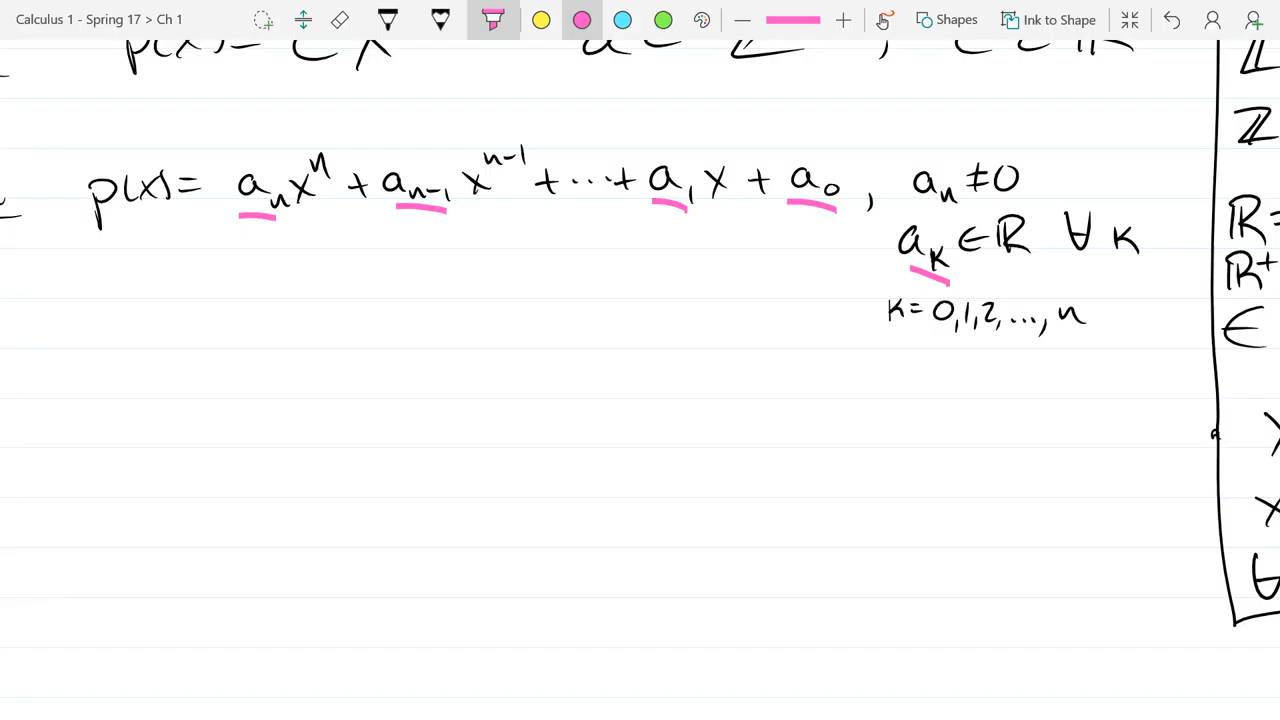 Calculus 1 - Spring 17 > Ch 1
Shapes
Ink to Shape
p(x) = a_n x^n + a_{n-1} x^{n-1} + ... + a_1 x + a_0 , a_n ≠ 0
a_k ∈ ℝ ∀ k
k = 0, 1, 2, ..., n
ℤ
ℝ =
ℝ⁺
∈
x
x
∀